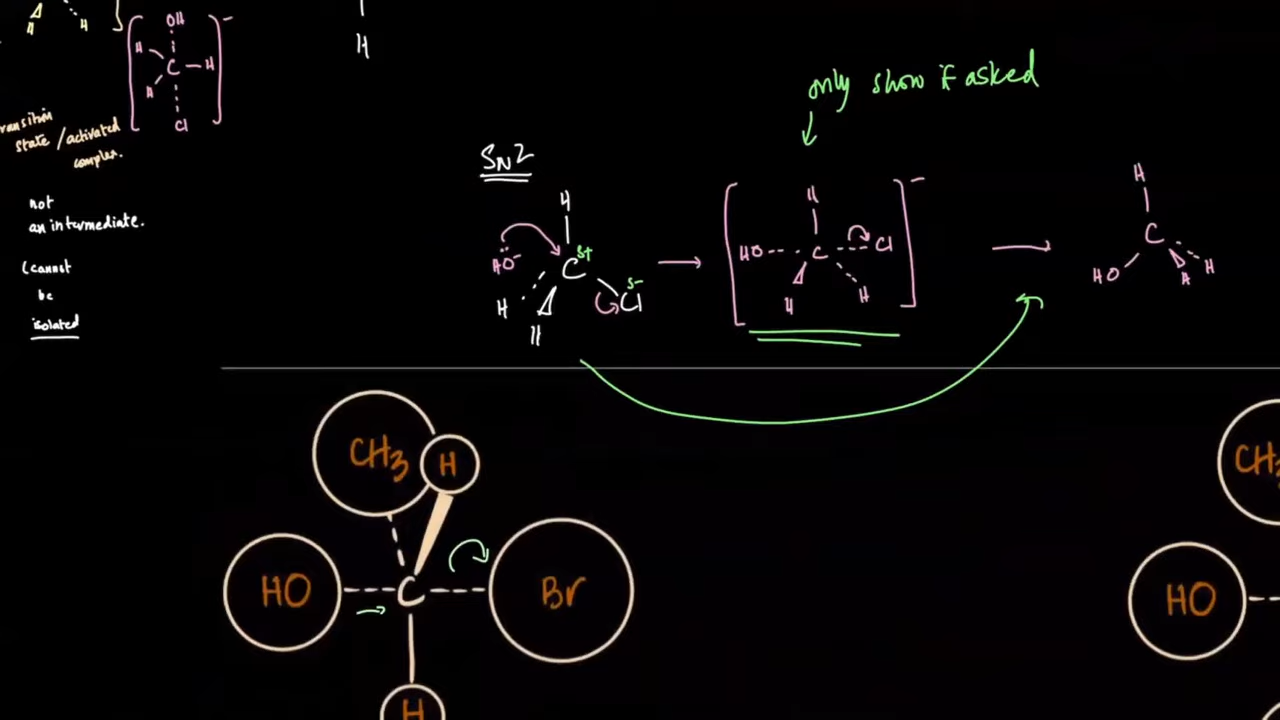 H H
OH
H C H
H
Cl
−
H
ransition
state / activated
complex.
not
an intermediate.
(cannot
be
isolated
only show if asked
SN2
H
HO−
C δ+
H
H
Cl δ−
H
HO C Cl
H H
−
H
C
HO H H
CH3 H
HO C Br
H
CH3
HO